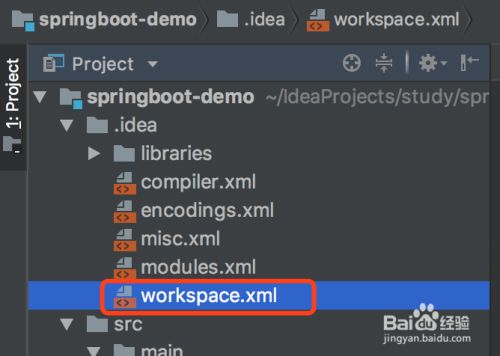 springboot-demo .idea workspace.xml
1: Project
Project
springboot-demo ~/IdeaProjects/study/spr
.idea
libraries
compiler.xml
encodings.xml
misc.xml
modules.xml
workspace.xml
src
main
Baidu经验
jingyan.baidu.com